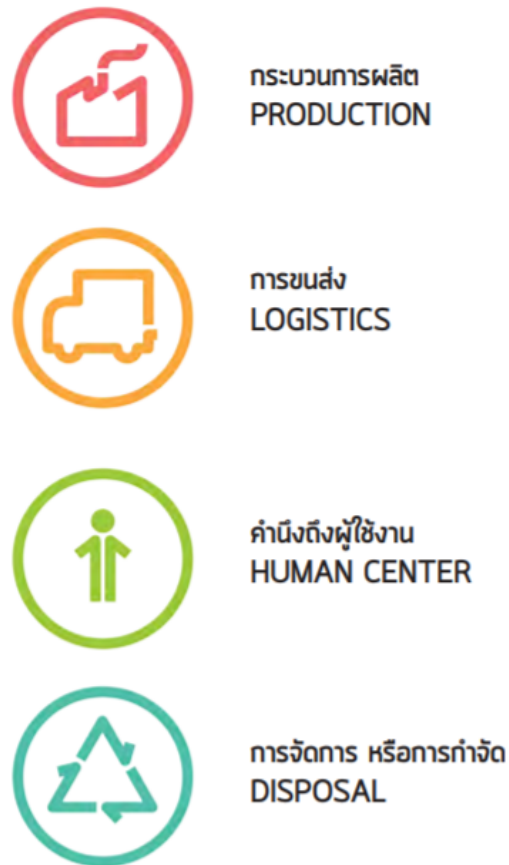 กระบวนการผลิต
PRODUCTION
การขนส่ง
LOGISTICS
คำนึงถึงผู้ใช้งาน
HUMAN CENTER
การจัดการ หรือการกำจัด
DISPOSAL